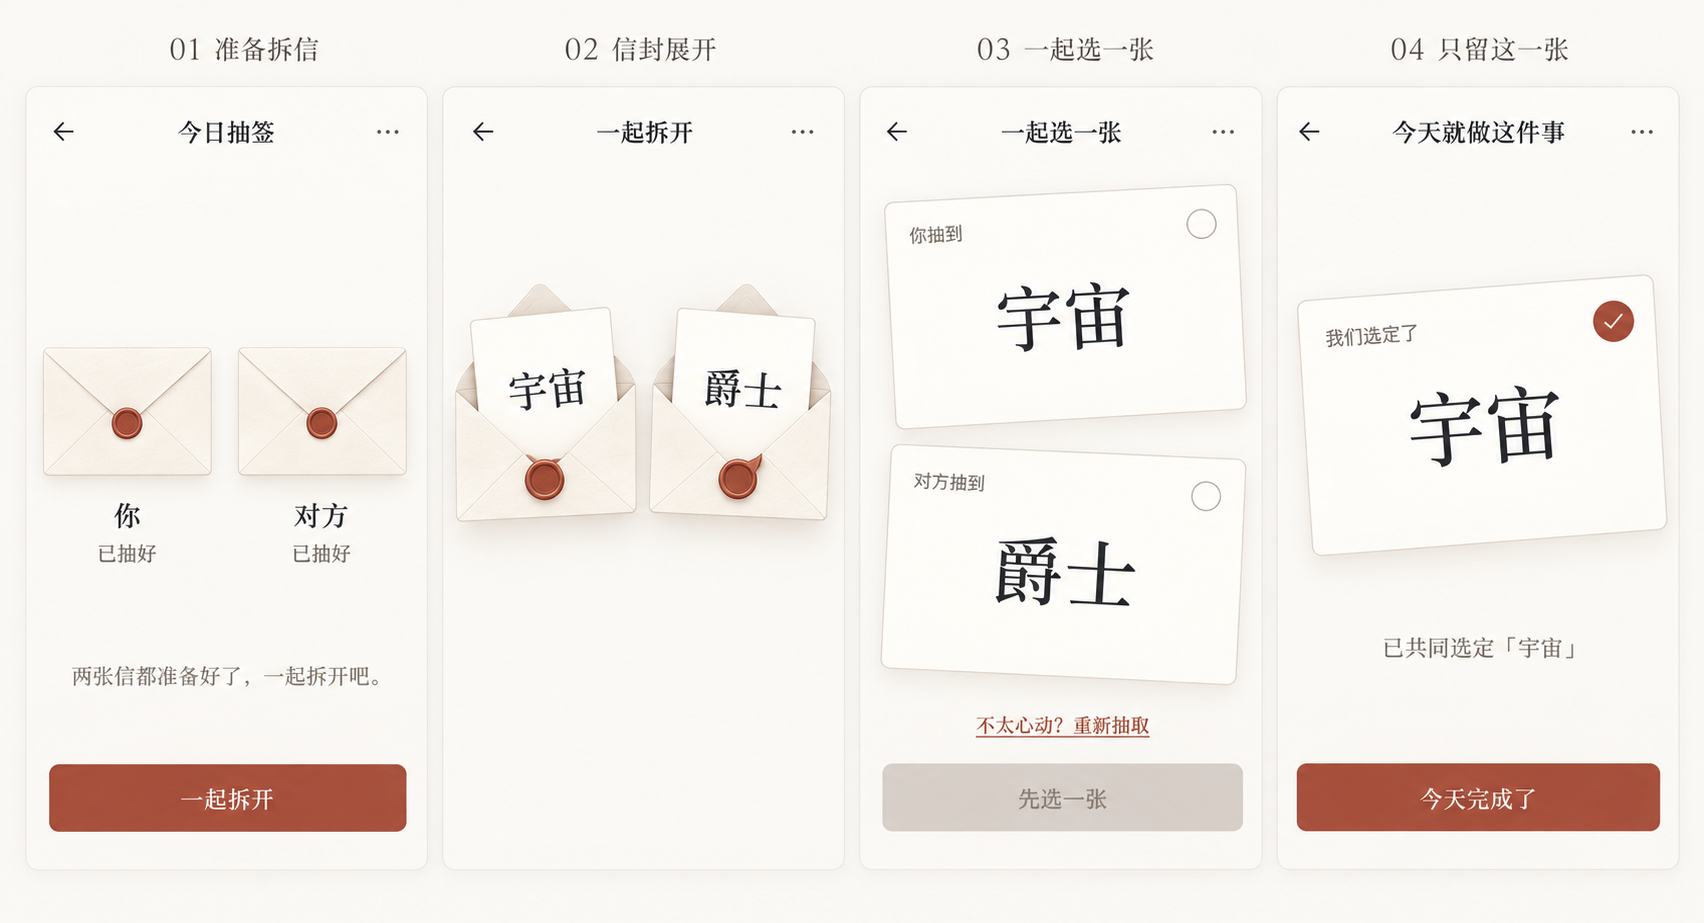 01 准备拆信
今日抽签
你
已抽好
对方
已抽好
两张信都准备好了，一起拆开吧。
一起拆开
02 信封展开
一起拆开
宇宙
爵士
03 一起选一张
一起选一张
你抽到
宇宙
对方抽到
爵士
不太心动？重新抽取
先选一张
04 只留这一张
今天就做这件事
我们选定了
宇宙
已共同选定「宇宙」
今天完成了